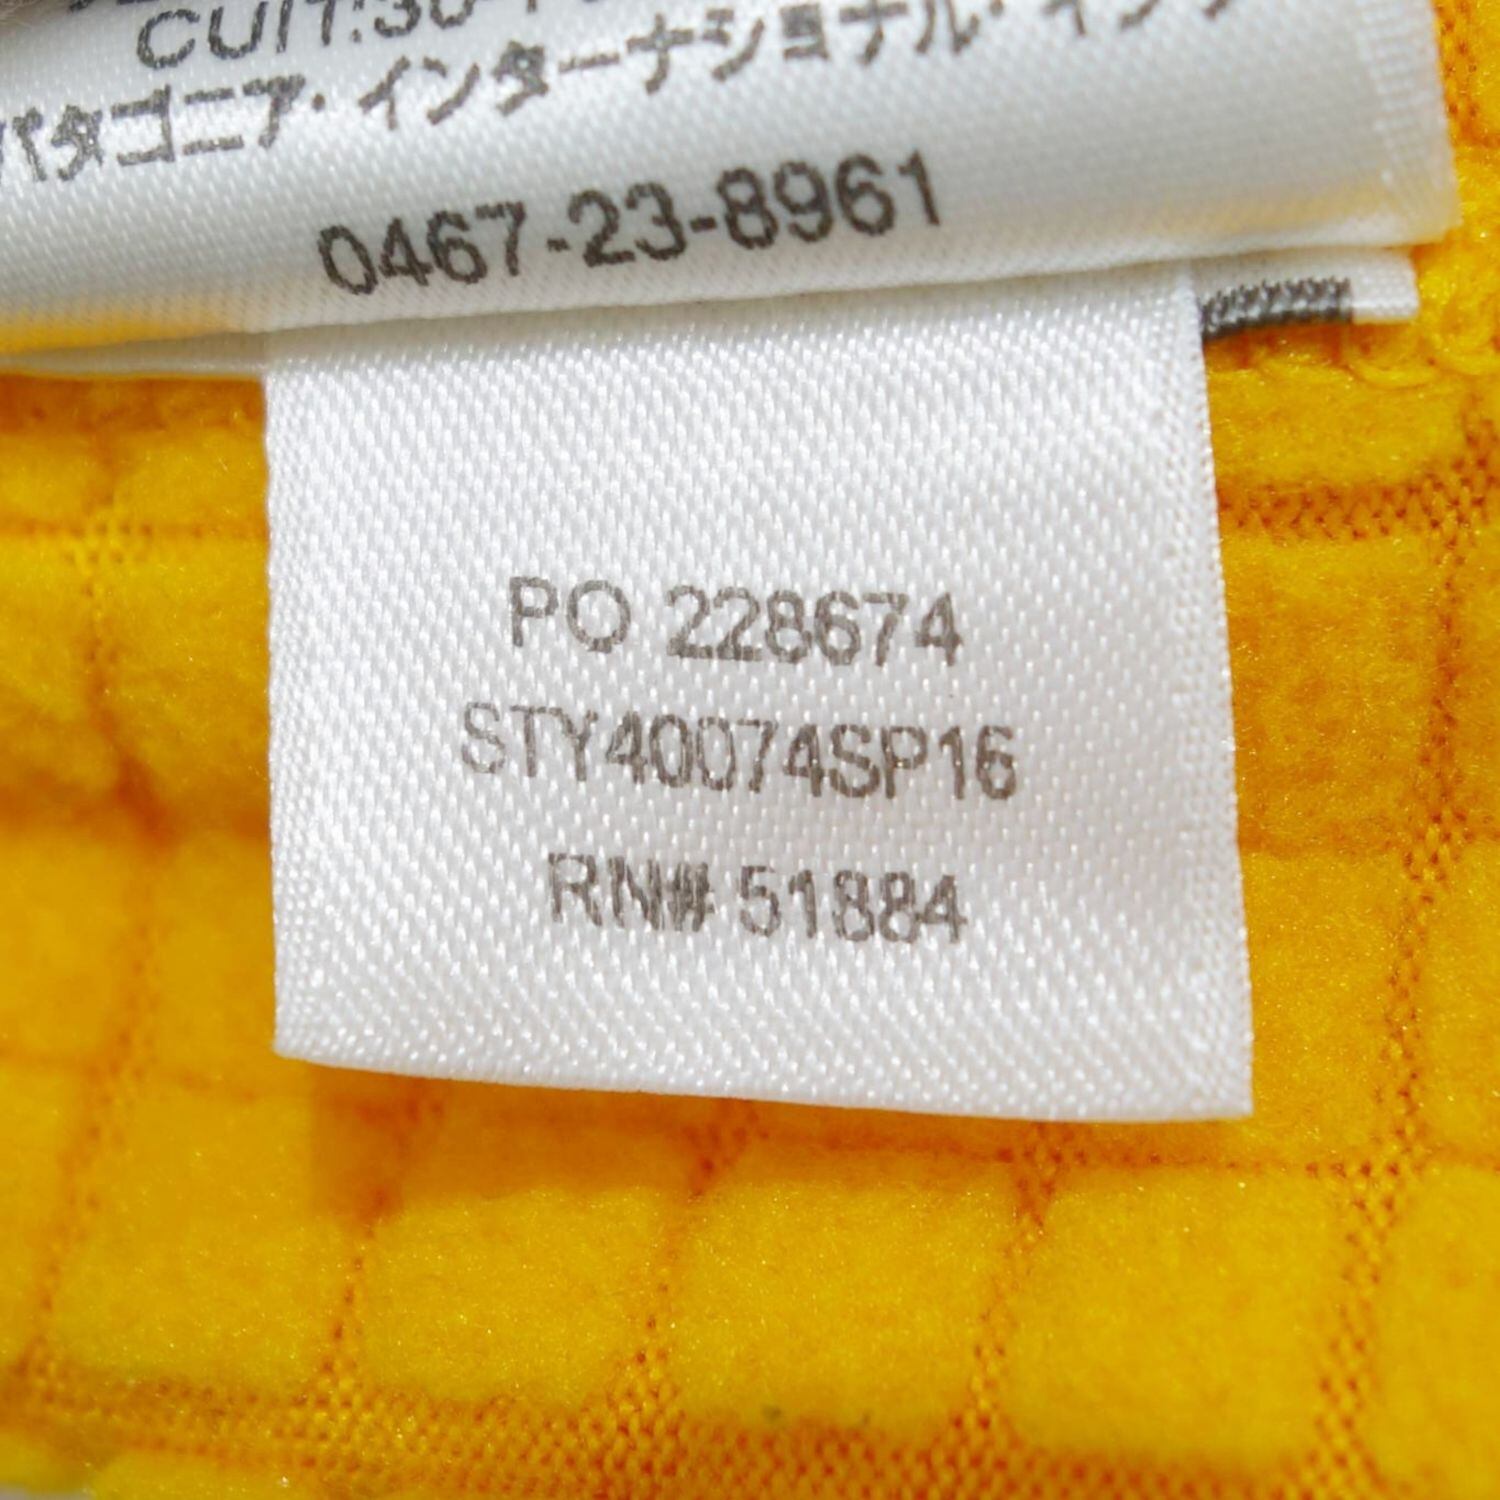 CUIT:30
パタゴニア・インターナショナル・インク
0467-23-8961
PO 228674
STY40074SP16
RN# 51884